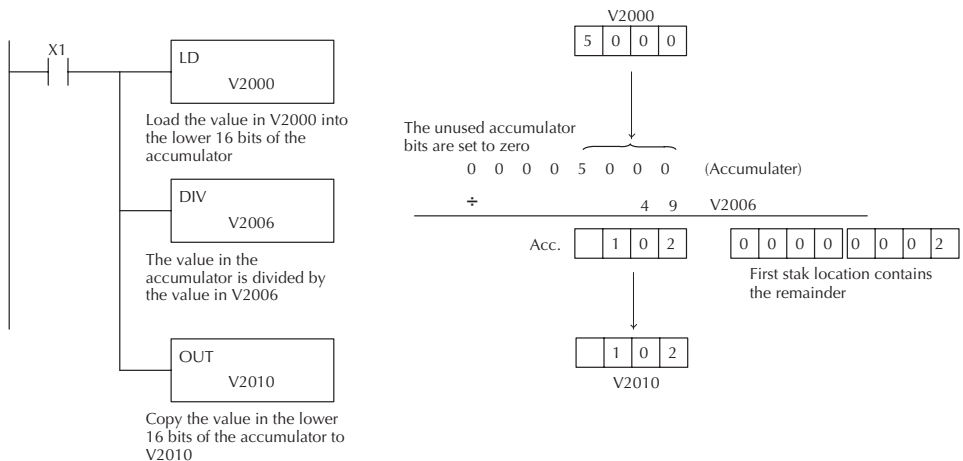 X1
LD
V2000
Load the value in V2000 into
the lower 16 bits of the
accumulator
DIV
V2006
The value in the
accumulator is divided by
the value in V2006
OUT
V2010
Copy the value in the lower
16 bits of the accumulator to
V2010
V2000
5 0 0 0
The unused accumulator
bits are set to zero
0 0 0 0 5 0 0 0 (Accumulater)
÷ 4 9 V2006
Acc. 1 0 2 0 0 0 0 0 0 0 2
First stak location contains
the remainder
1 0 2
V2010